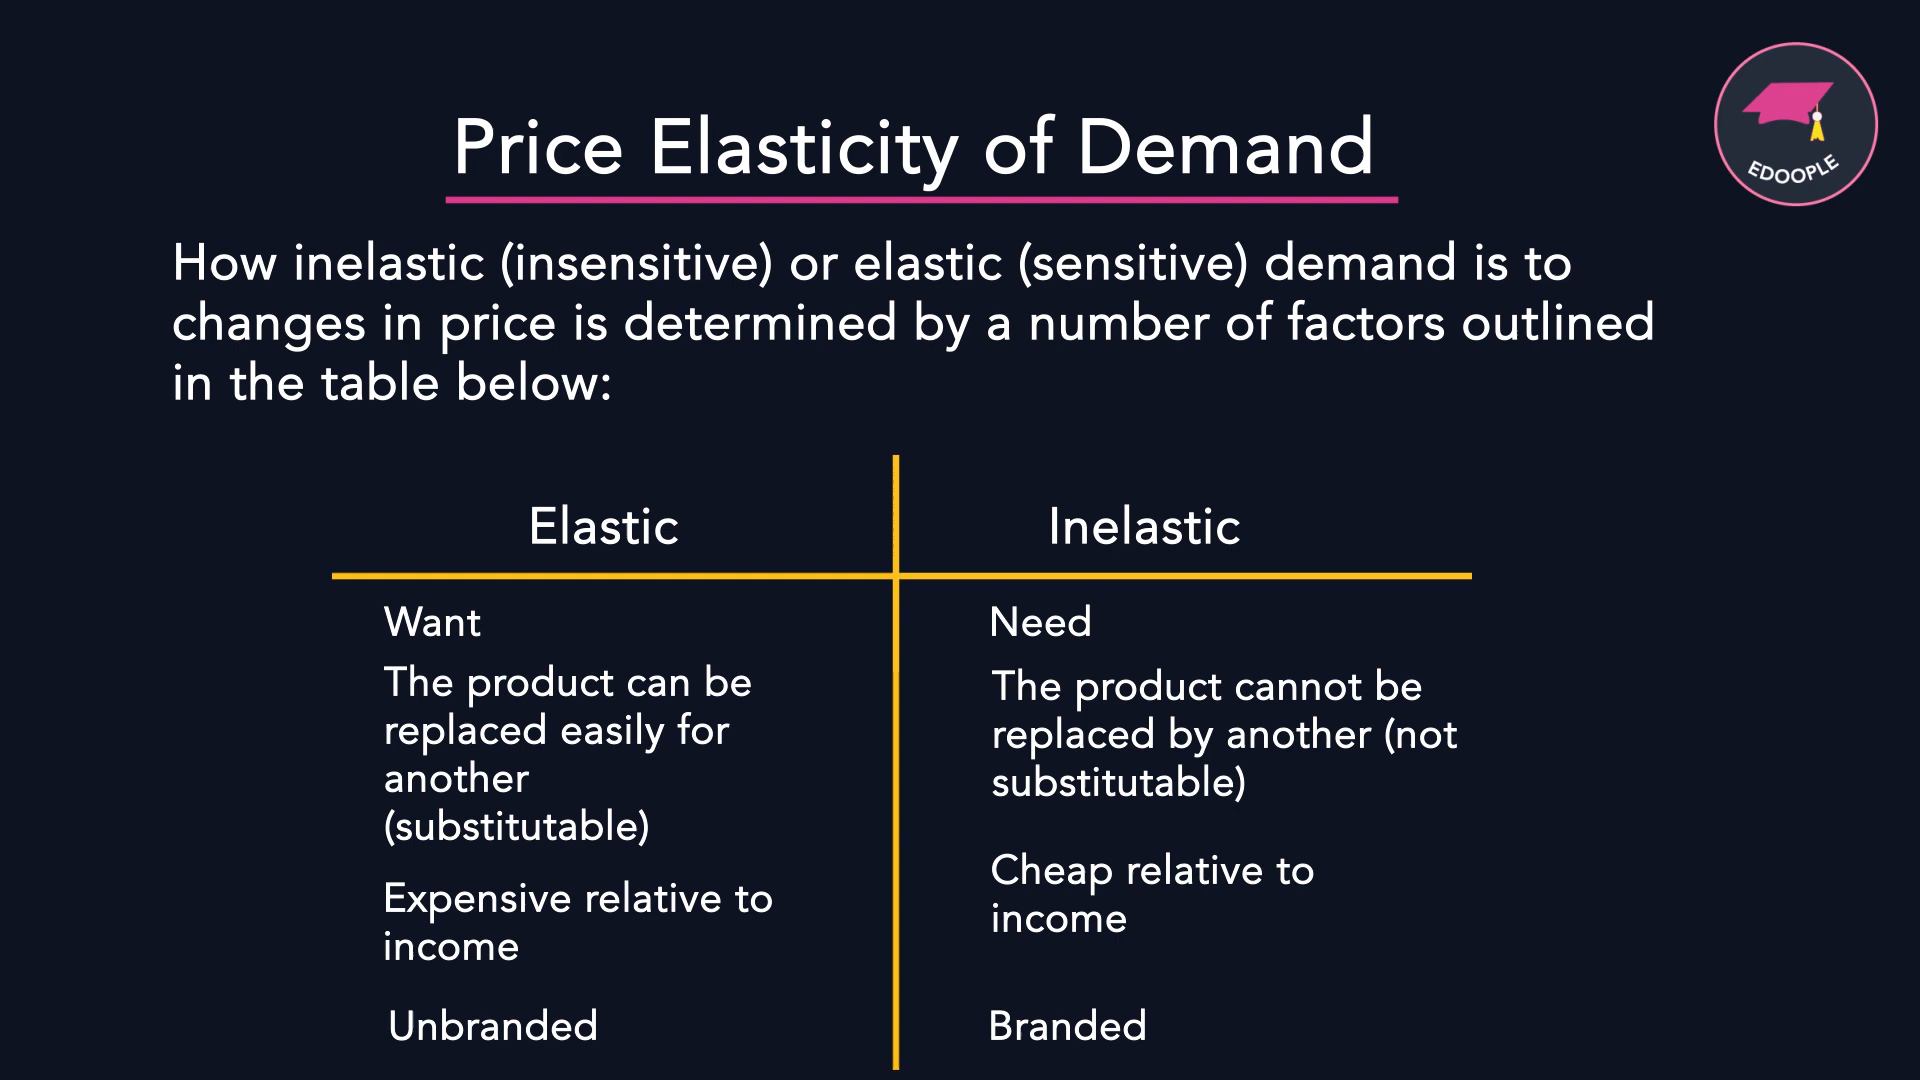 Price Elasticity of Demand
EDOOPLE
How inelastic (insensitive) or elastic (sensitive) demand is to
changes in price is determined by a number of factors outlined
in the table below:
Elastic
Inelastic
Want
Need
The product can be
replaced easily for
another
(substitutable)
The product cannot be
replaced by another (not
substitutable)
Expensive relative to
income
Cheap relative to
income
Unbranded
Branded